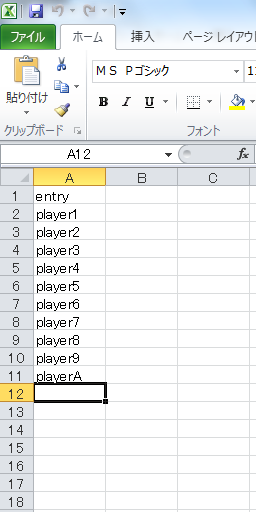 ファイル ホーム 挿入 ページ レイアウ
ＭＳ Ｐゴシック
貼り付け
B I U
クリップボード フォント
A12 fx
A B C
1 entry
2 player1
3 player2
4 player3
5 player4
6 player5
7 player6
8 player7
9 player8
10 player9
11 playerA
12
13
14
15
16
17
18